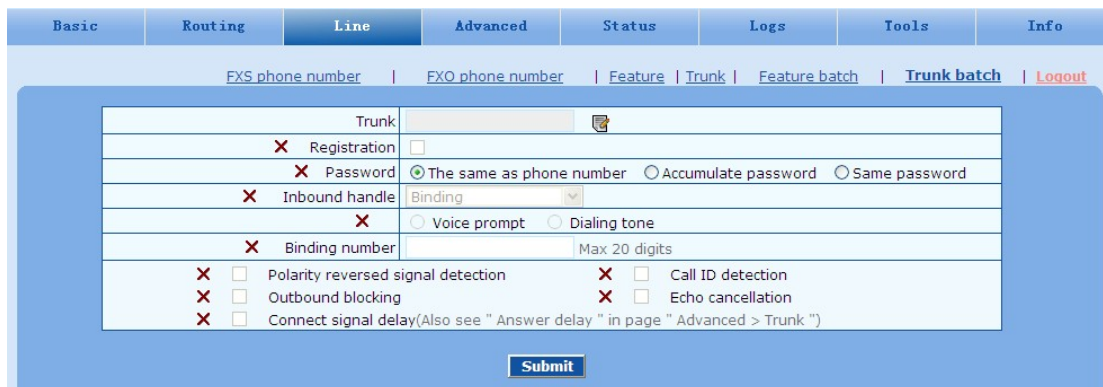 Basic Routing Line Advanced Status Logs Tools Info
FXS phone number | FXO phone number | Feature | Trunk | Feature batch | Trunk batch | Logout
Trunk
Registration
Password The same as phone number Accumulate password Same password
Inbound handle Binding
Voice prompt Dialing tone
Binding number Max 20 digits
Polarity reversed signal detection Call ID detection
Outbound blocking Echo cancellation
Connect signal delay(Also see " Answer delay " in page " Advanced > Trunk ")
Submit